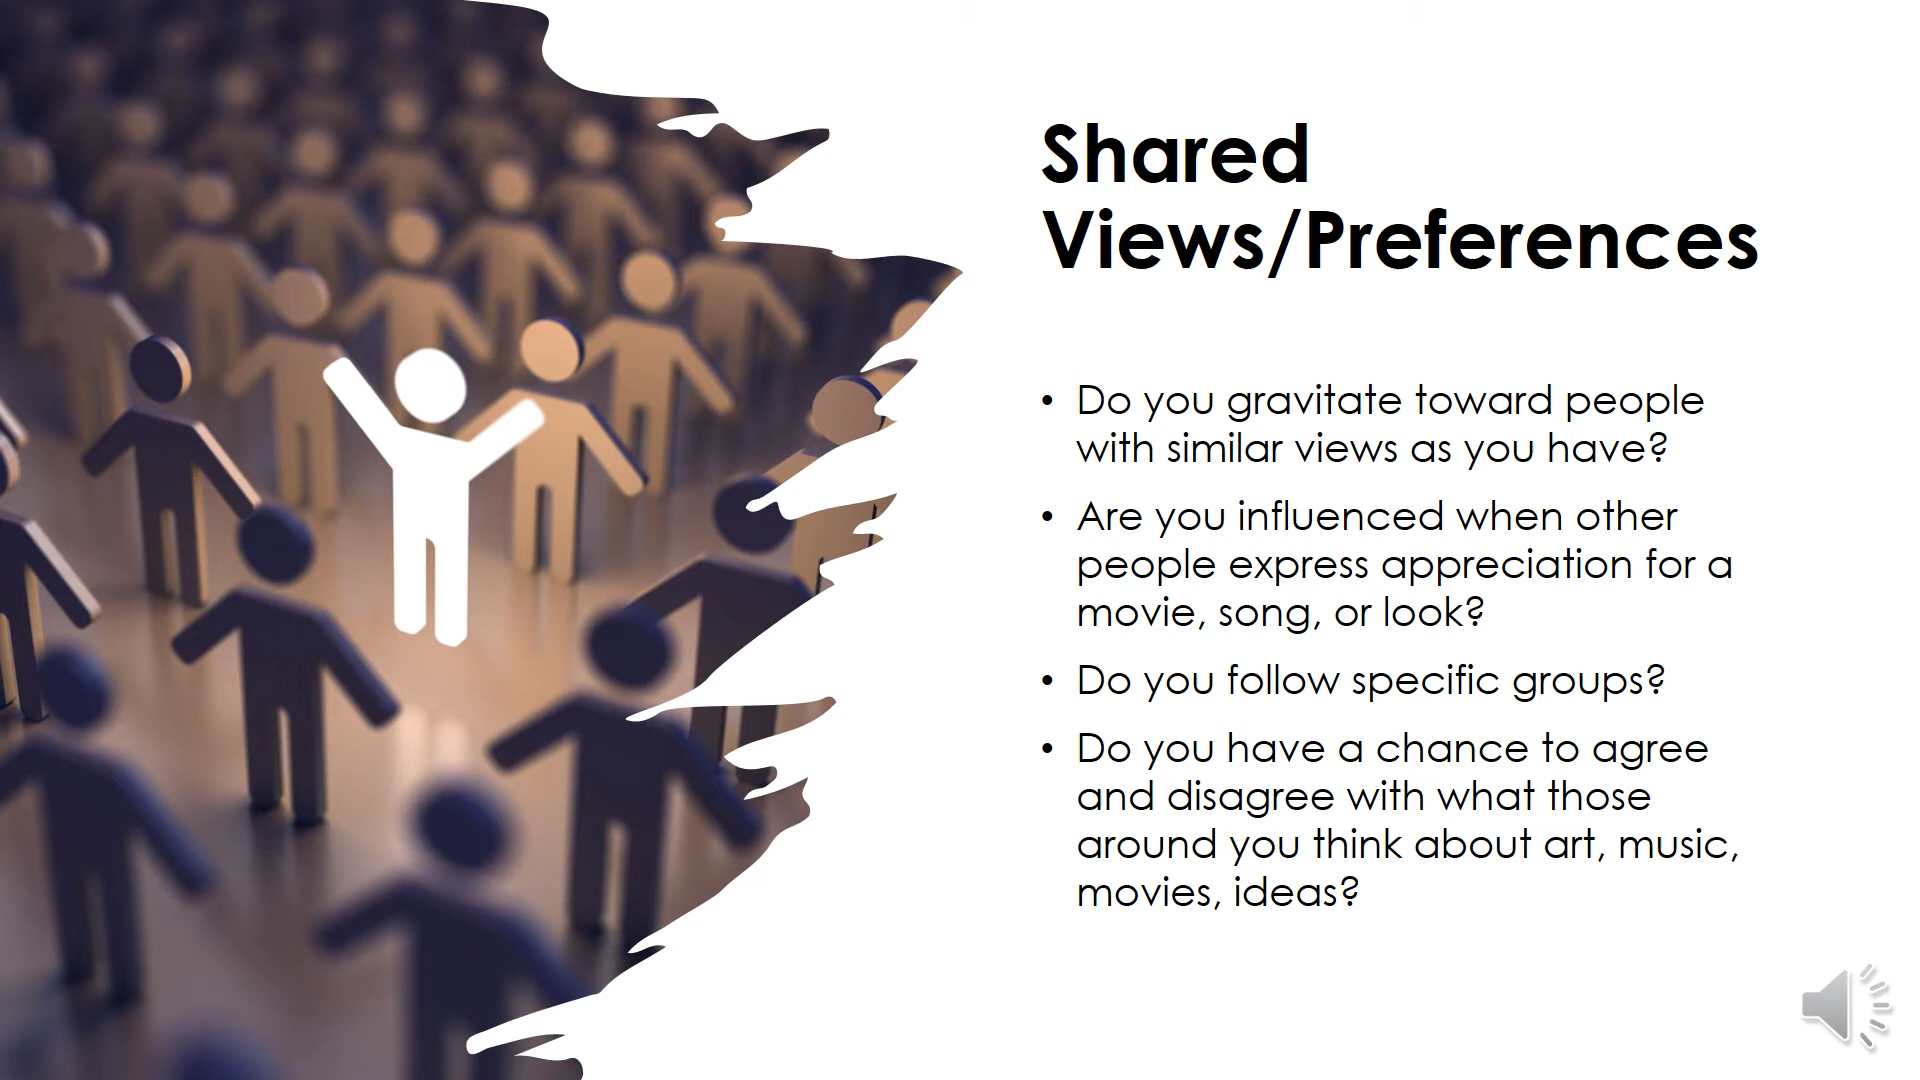 Shared
Views/Preferences
• Do you gravitate toward people
with similar views as you have?
• Are you influenced when other
people express appreciation for a
movie, song, or look?
• Do you follow specific groups?
• Do you have a chance to agree
and disagree with what those
around you think about art, music,
movies, ideas?